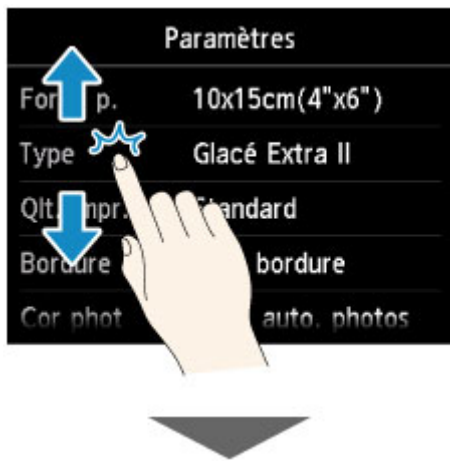 Paramètres
p. 10x15cm(4"x6")
Type Glacé Extra II
Standard
Bordure bordure
Cor phot auto. photos